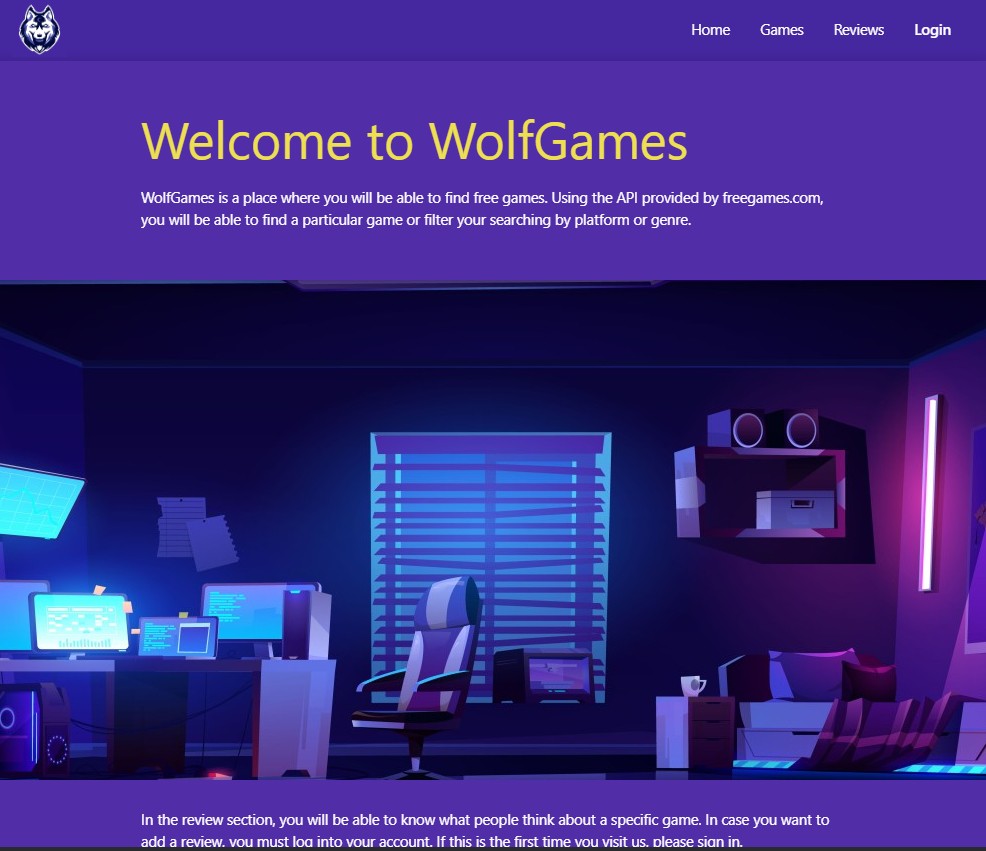 Home Games Reviews Login
Welcome to WolfGames
WolfGames is a place where you will be able to find free games. Using the API provided by freegames.com,
you will be able to find a particular game or filter your searching by platform or genre.
In the review section, you will be able to know what people think about a specific game. In case you want to
add a review, you must log into your account. If this is the first time you visit us, please sign in.